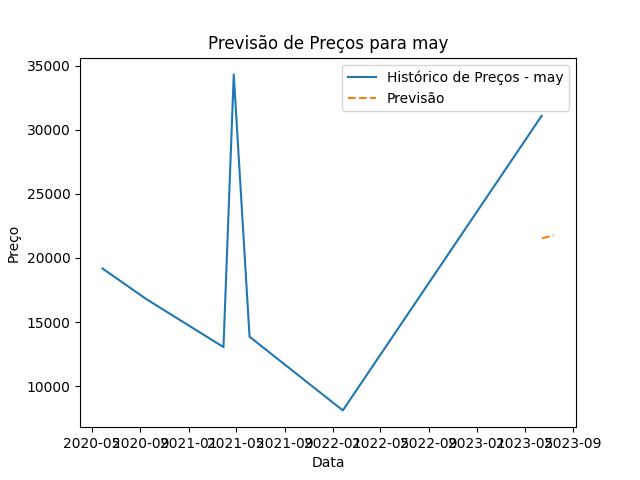 Previsão de Preços para may
Histórico de Preços - may
Previsão
35000
30000
25000
20000
15000
10000
Preço
2020-05 2020-09 2021-01 2021-05 2021-09 2022-01 2022-05 2022-09 2023-01 2023-05 2023-09
Data